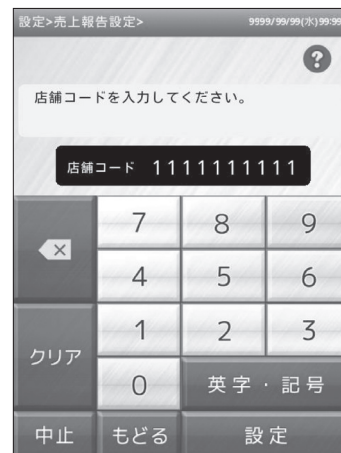 設定>売上報告設定>
9999/99/99(水)99:99
?
店舗コードを入力してください。
店舗コード 1111111111
7 8 9
4 5 6
クリア
1 2 3
0 英字・記号
中止 もどる 設定